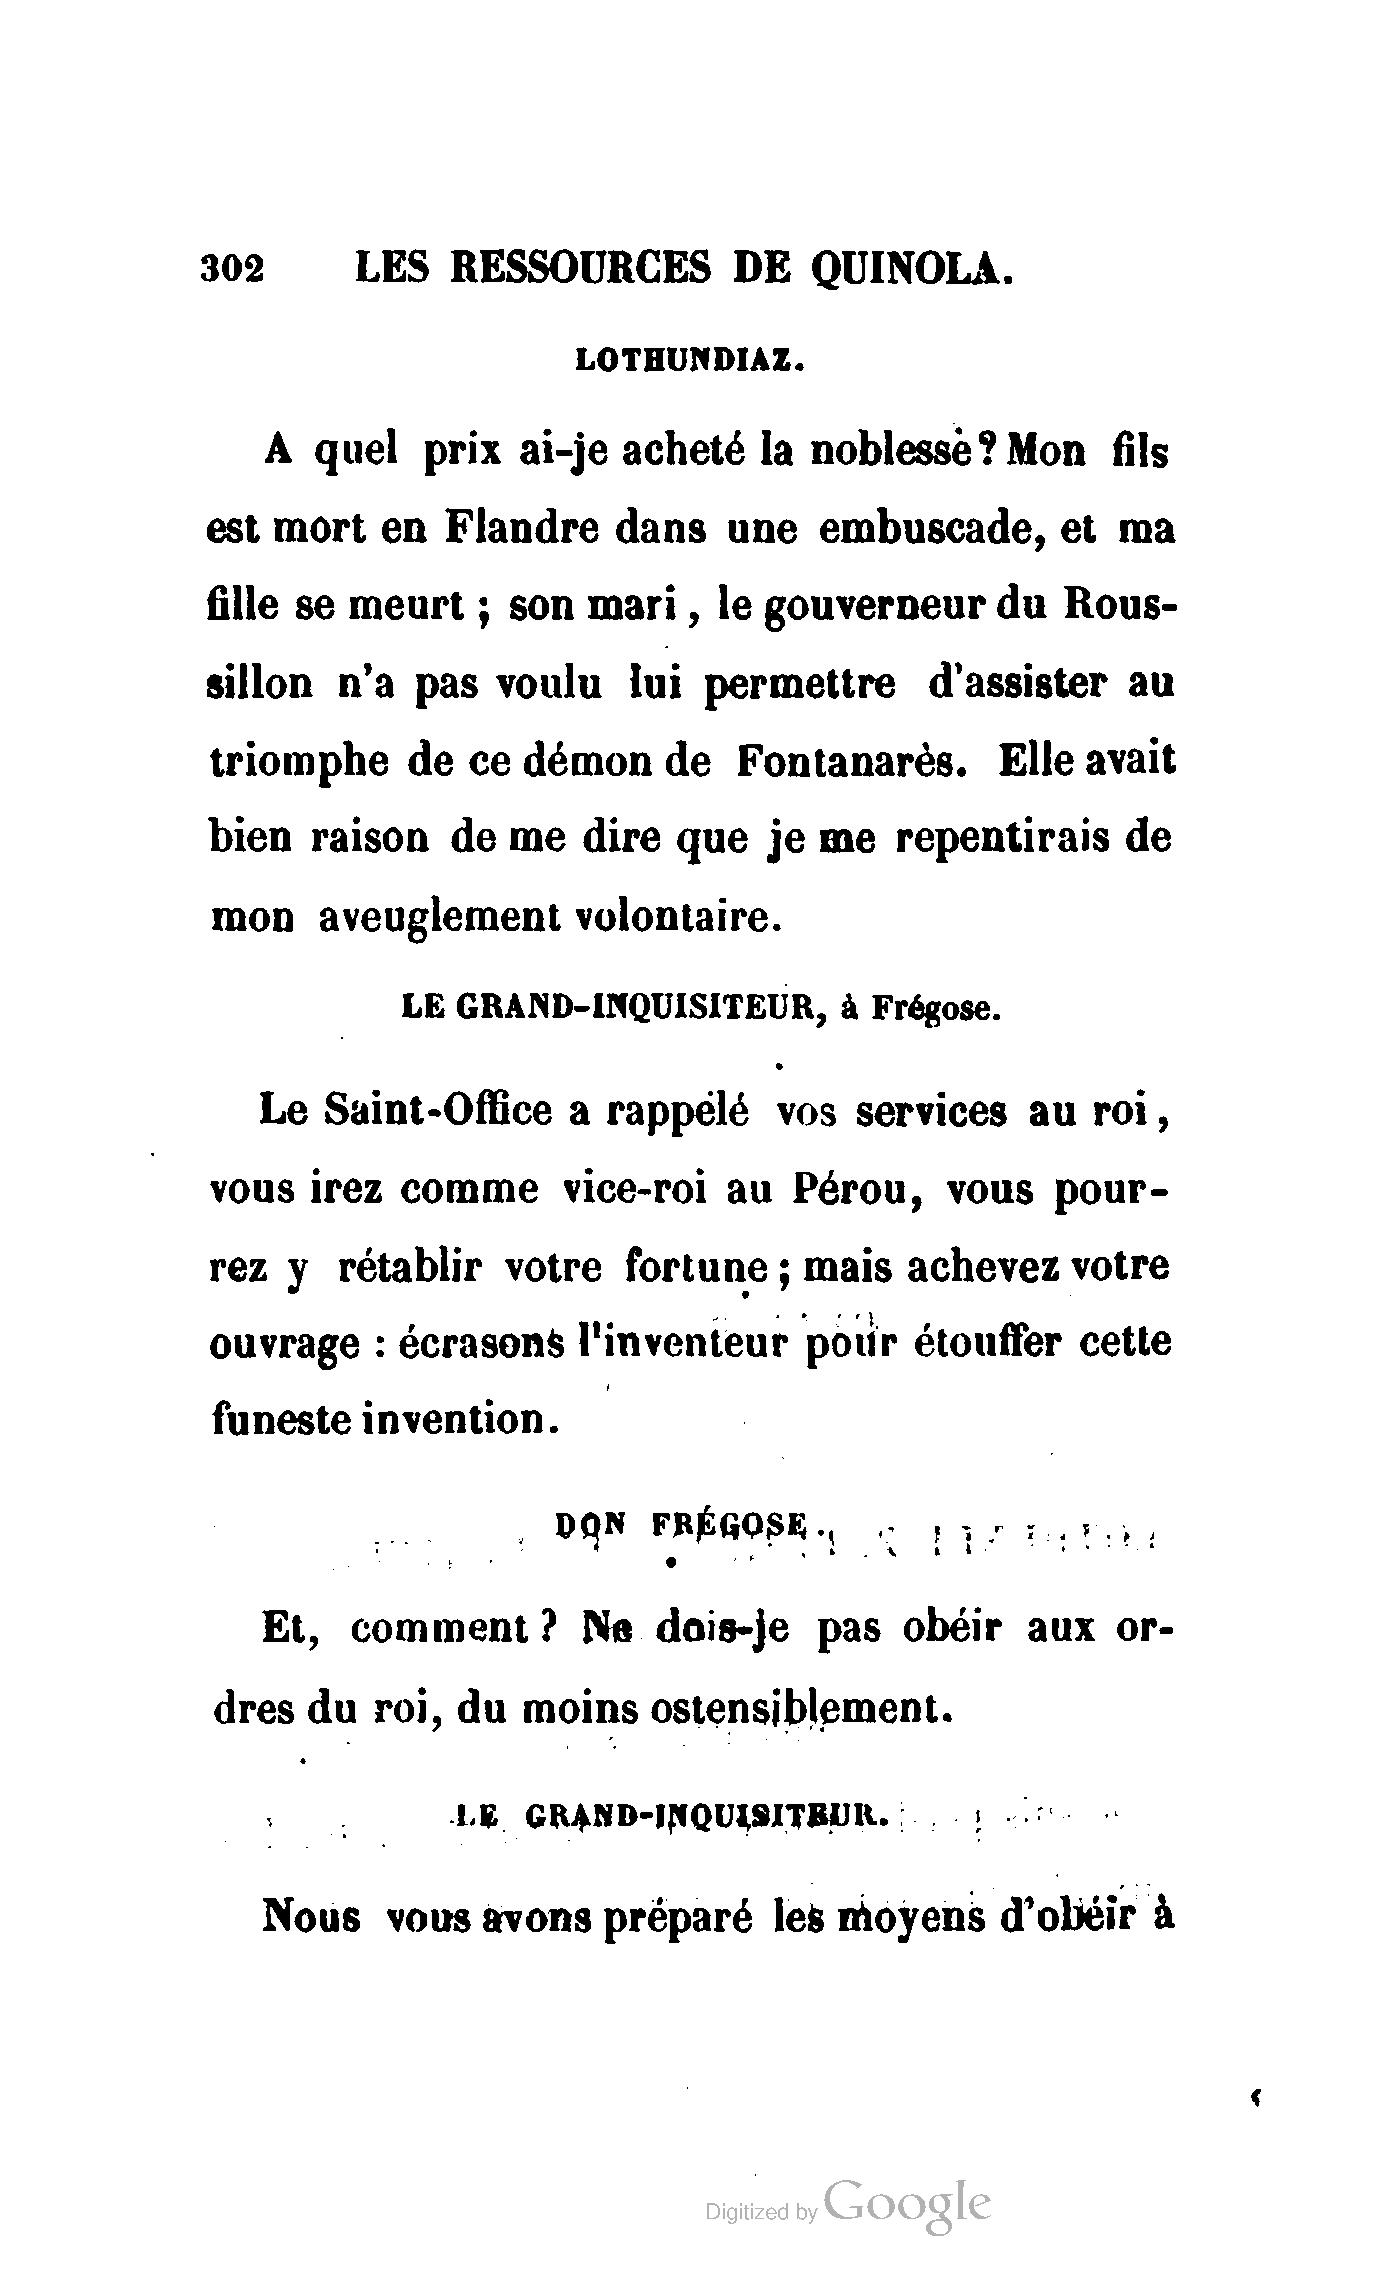 302 LES RESSOURCES DE QUINOLA.
LOTHUNDIAZ.
A quel prix ai-je acheté la noblesse? Mon fils
est mort en Flandre dans une embuscade, et ma
fille se meurt ; son mari , le gouverneur du Rous-
sillon n'a pas voulu lui permettre d'assister au
triomphe de ce démon de Fontanarès. Elle avait
bien raison de me dire que je me repentirais de
mon aveuglement volontaire.
LE GRAND-INQUISITEUR, à Frégose.
Le Saint-Office a rappelé vos services au roi ,
vous irez comme vice-roi au Pérou, vous pour-
rez y rétablir votre fortune ; mais achevez votre
ouvrage : écrasons l'inventeur pour étouffer cette
funeste invention.
DON FRÉGOSE.
Et, comment ? Ne dois-je pas obéir aux or-
dres du roi, du moins ostensiblement.
LE GRAND-INQUISITEUR.
Nous vous avons préparé les moyens d'obéir à
Digitized by Google